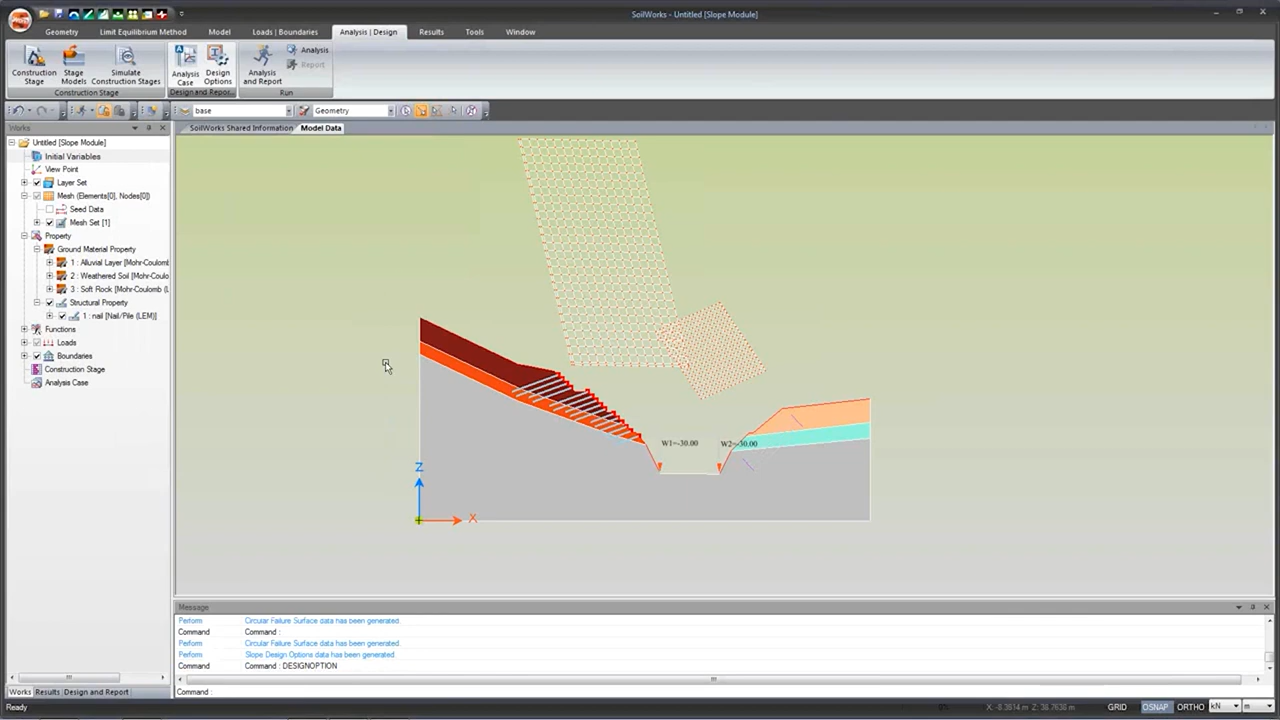 SoilWorks - Untitled [Slope Module]
Geometry
Limit Equilibrium Method
Model
Loads | Boundaries
Analysis | Design
Results
Tools
Window
Construction Stage
Stage Models
Simulate Construction Stages
Analysis Case
Design Options
Analysis and Report
Analysis
Report
Construction Stage
Design and Repor...
Run
base
Geometry
Works
SoilWorks Shared Information
Model Data
Untitled [Slope Module]
Initial Variables
View Point
Layer Set
Mesh (Elements[0], Nodes[0])
Seed Data
Mesh Set [1]
Property
Ground Material Property
1 : Alluvial Layer [Mohr-Coulomb
2 : Weathered Soil [Mohr-Coulo
3 : Soft Rock [Mohr-Coulomb (L
Structural Property
1 : nail [Nail/Pile (LEM)]
Functions
Loads
Boundaries
Construction Stage
Analysis Case
W1=-30.00
W2=-30.00
Z
X
Message
Perform Circular Failure Surface data has been generated.
Command Command :
Perform Circular Failure Surface data has been generated.
Perform Slope Design Options data has been generated.
Command Command : DESIGNOPTION
Works
Results
Design and Report
Command :
Ready
X: -8.3614 m Z: 38.7638 m
GRID
OSNAP
ORTHO
kN
m